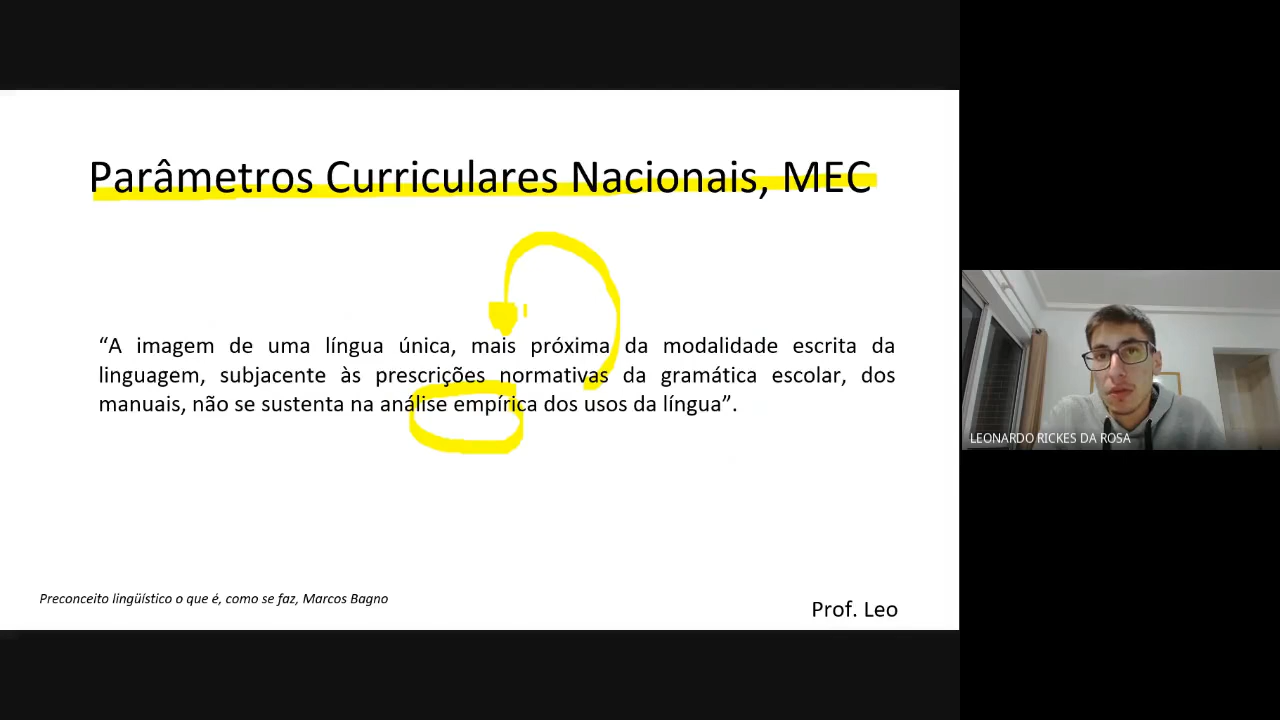 Parâmetros Curriculares Nacionais, MEC
“A imagem de uma língua única, mais próxima da modalidade escrita da
linguagem, subjacente às prescrições normativas da gramática escolar, dos
manuais, não se sustenta na análise empírica dos usos da língua”.
Preconceito lingüístico o que é, como se faz, Marcos Bagno
Prof. Leo
LEONARDO RICKES DA ROSA